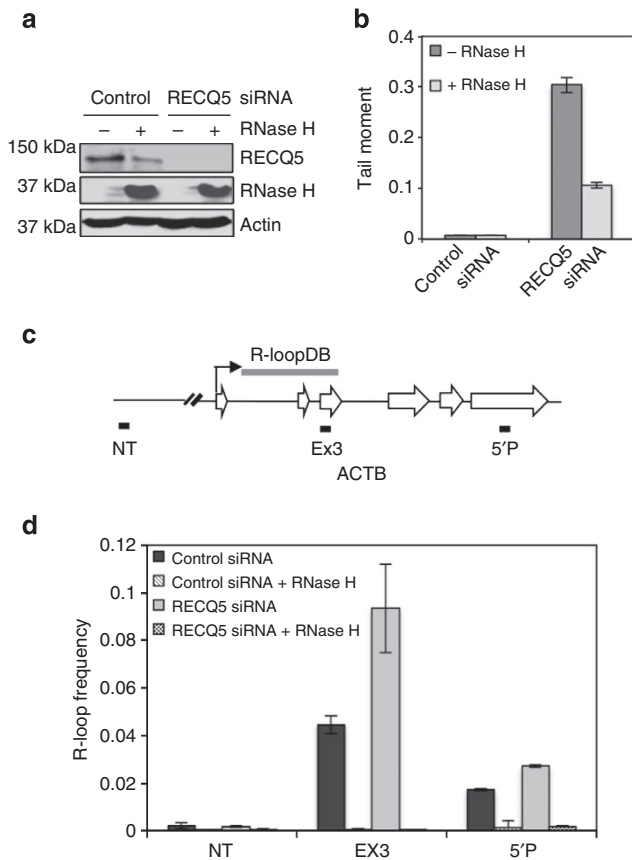 a
Control RECQ5 siRNA
– + – + RNase H
150 kDa RECQ5
37 kDa RNase H
37 kDa Actin
b
Tail moment
0.4
0.3
0.2
0.1
0
– RNase H
+ RNase H
Control siRNA
RECQ5 siRNA
c
R-loopDB
NT Ex3 5′P
ACTB
d
R-loop frequency
0.12
0.1
0.08
0.06
0.04
0.02
0
Control siRNA
Control siRNA + RNase H
RECQ5 siRNA
RECQ5 siRNA + RNase H
NT EX3 5′P